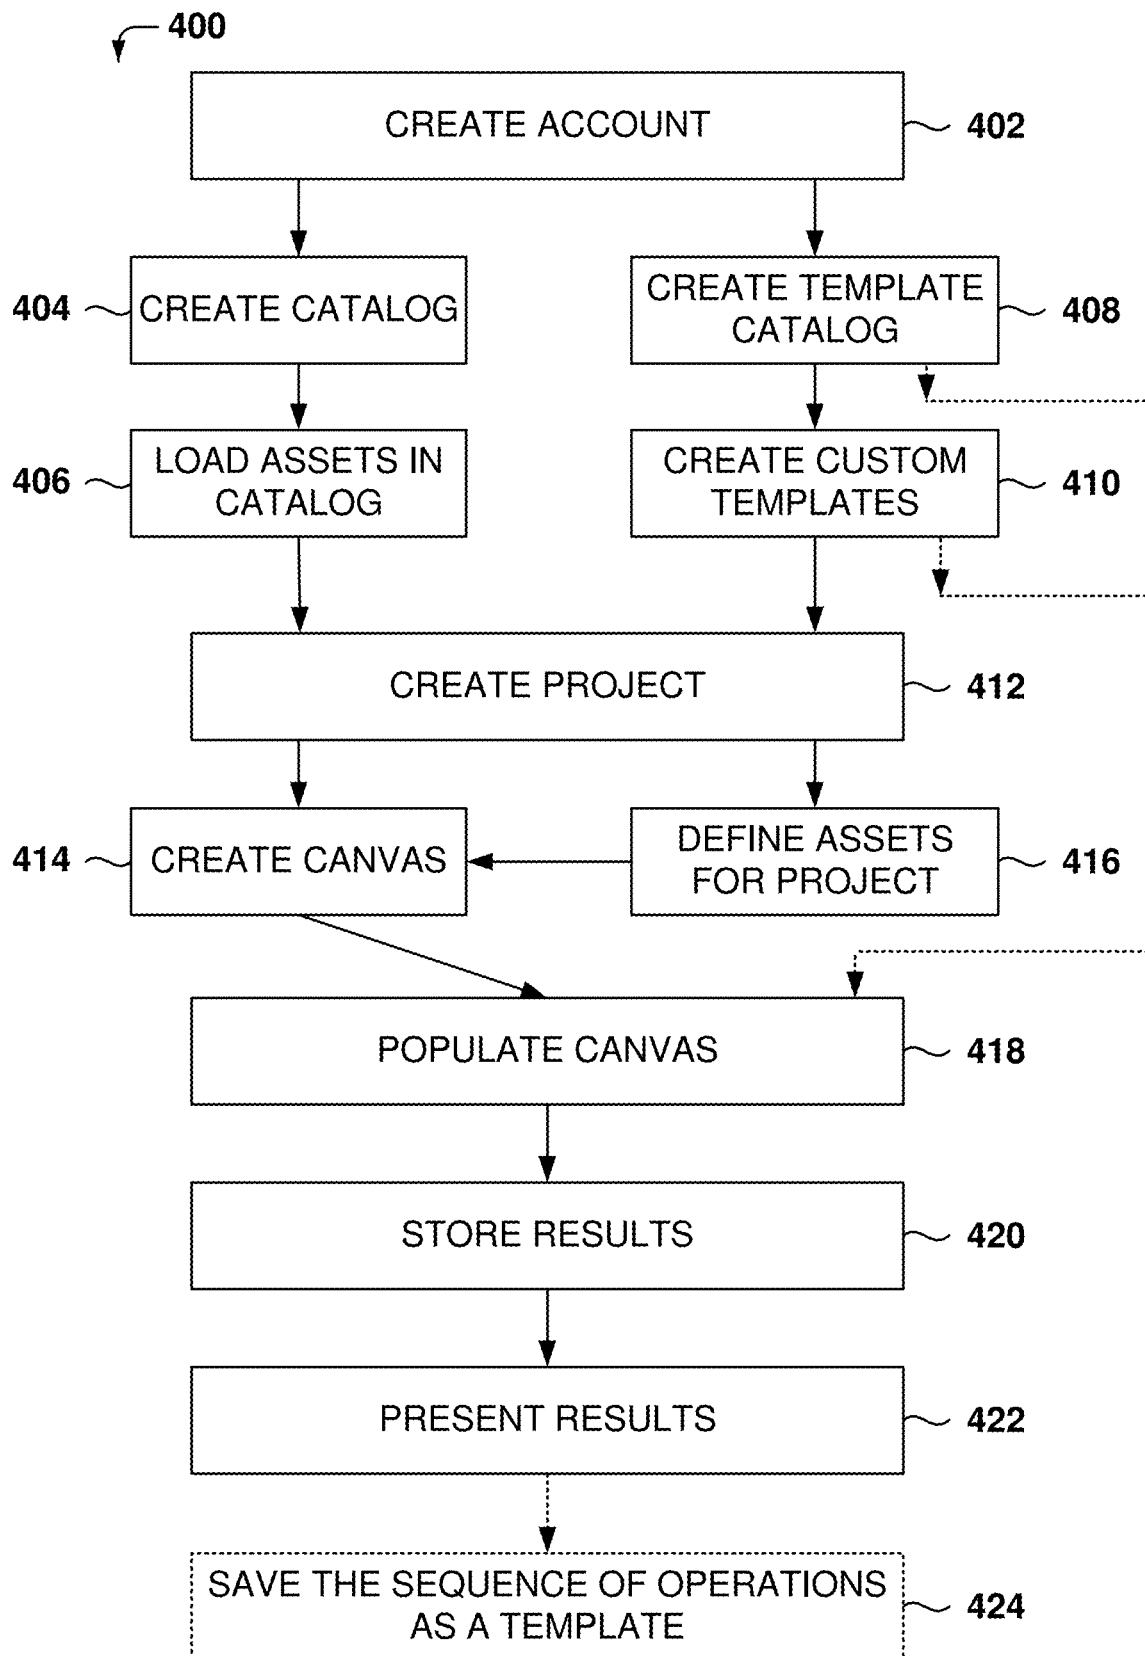 400
CREATE ACCOUNT
402
404
CREATE CATALOG
CREATE TEMPLATE
CATALOG
408
406
LOAD ASSETS IN
CATALOG
CREATE CUSTOM
TEMPLATES
410
CREATE PROJECT
412
414
CREATE CANVAS
DEFINE ASSETS
FOR PROJECT
416
POPULATE CANVAS
418
STORE RESULTS
420
PRESENT RESULTS
422
SAVE THE SEQUENCE OF OPERATIONS
AS A TEMPLATE
424